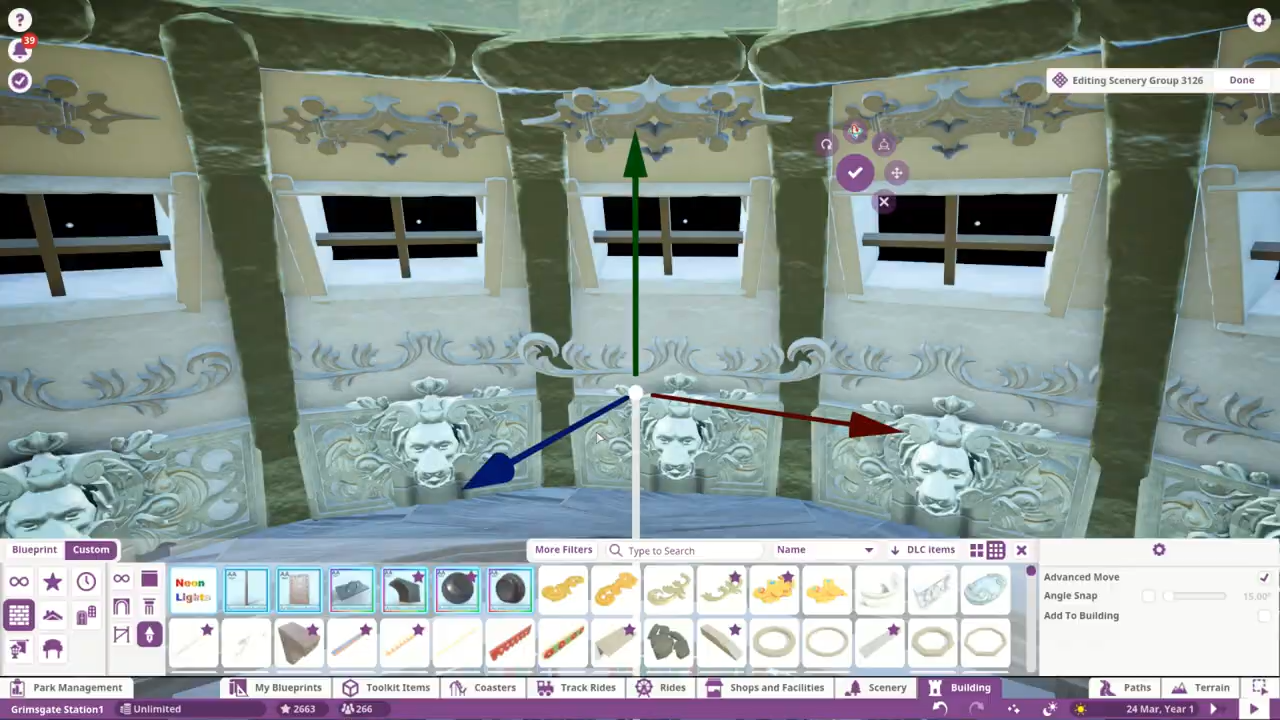 ?
39
Editing Scenery Group 3126 Done
Blueprint Custom More Filters Type to Search Name DLC items
Neon Lights
Advanced Move
Angle Snap 15.00°
Add To Building
Park Management My Blueprints Toolkit Items Coasters Track Rides Rides Shops and Facilities Scenery Building Paths Terrain
Grimsgate Station1 Unlimited 2663 266 24 Mar, Year 1